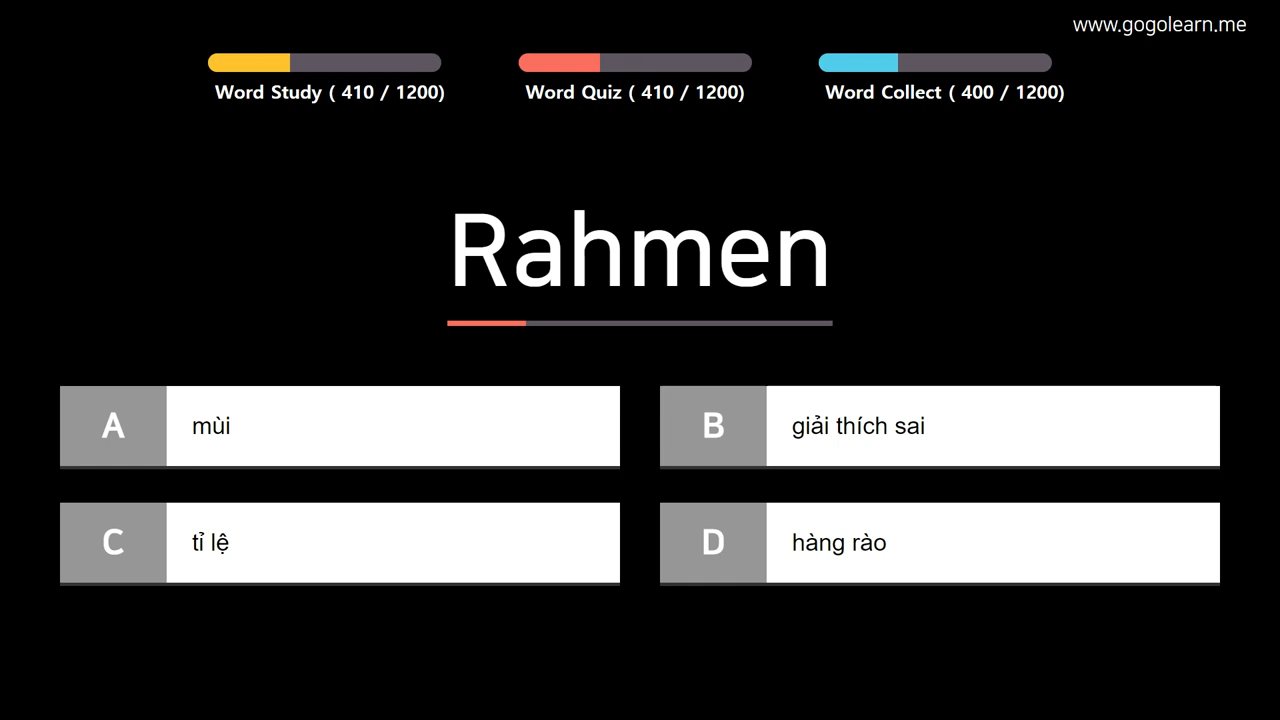 www.gogolearn.me
Word Study ( 410 / 1200)
Word Quiz ( 410 / 1200)
Word Collect ( 400 / 1200)
Rahmen
A mùi
B giải thích sai
C tỉ lệ
D hàng rào